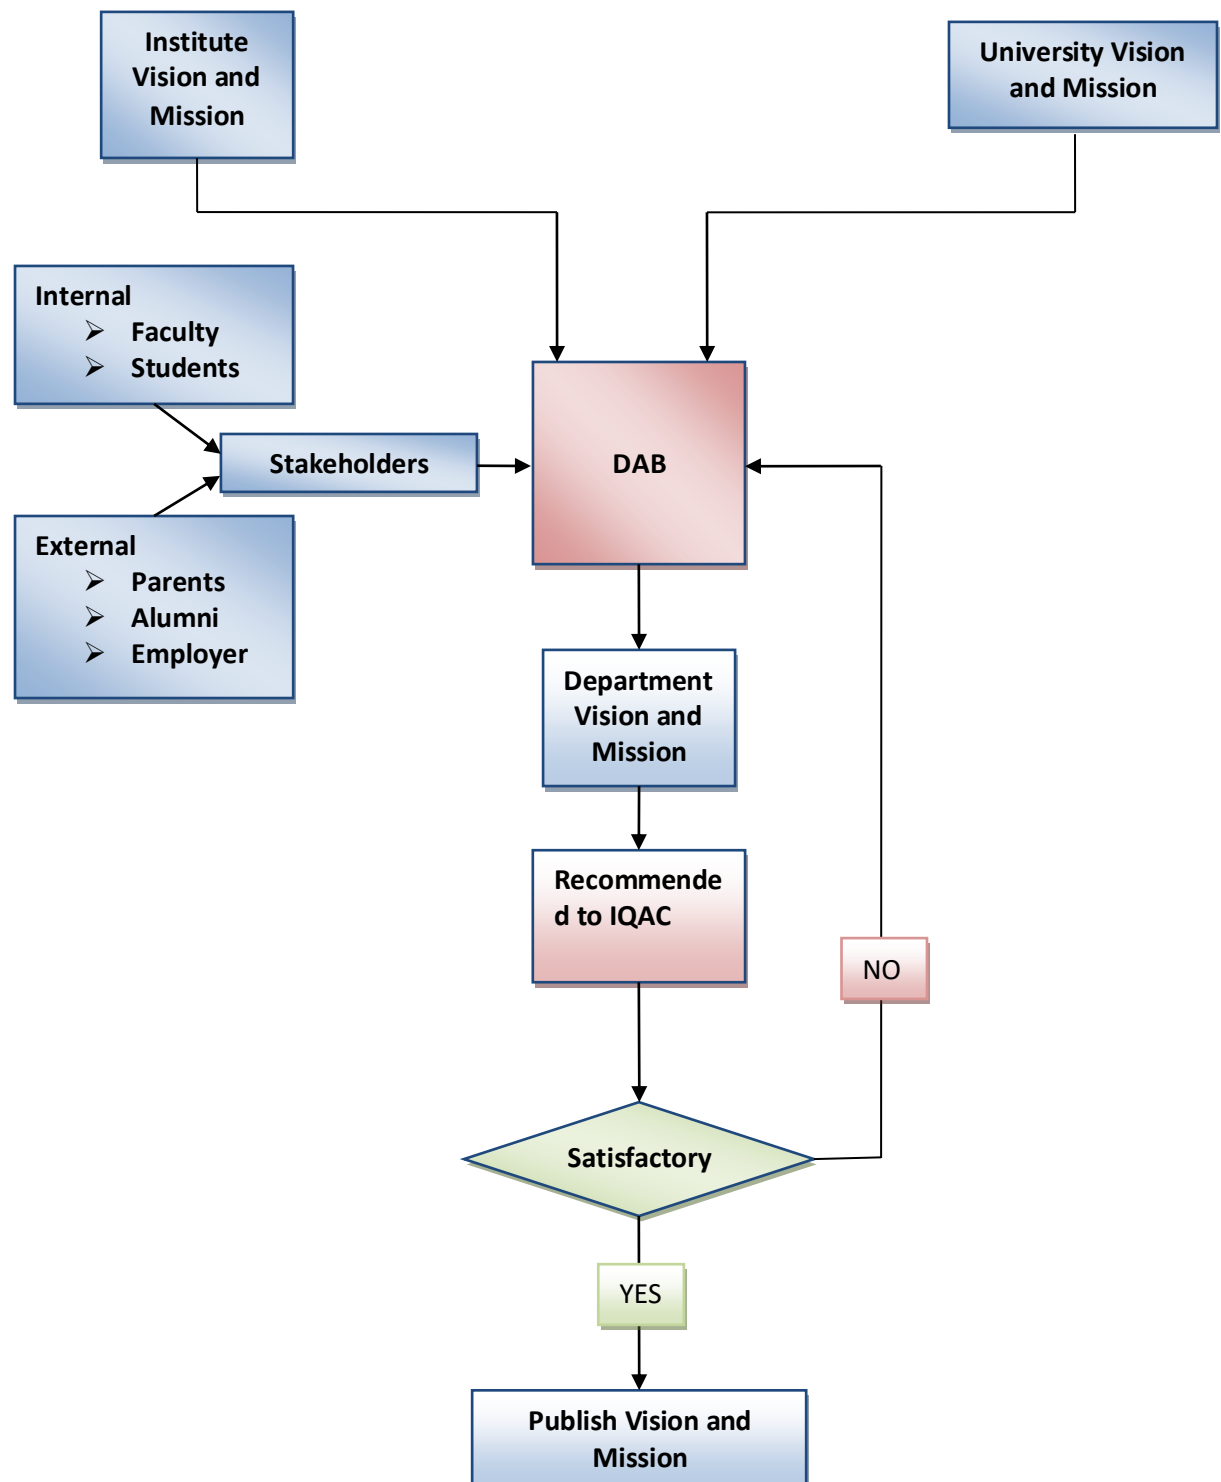 Institute
Vision and
Mission
University Vision
and Mission
Internal
➢ Faculty
➢ Students
Stakeholders
DAB
External
➢ Parents
➢ Alumni
➢ Employer
Department
Vision and
Mission
Recommende
d to IQAC
NO
Satisfactory
YES
Publish Vision and
Mission